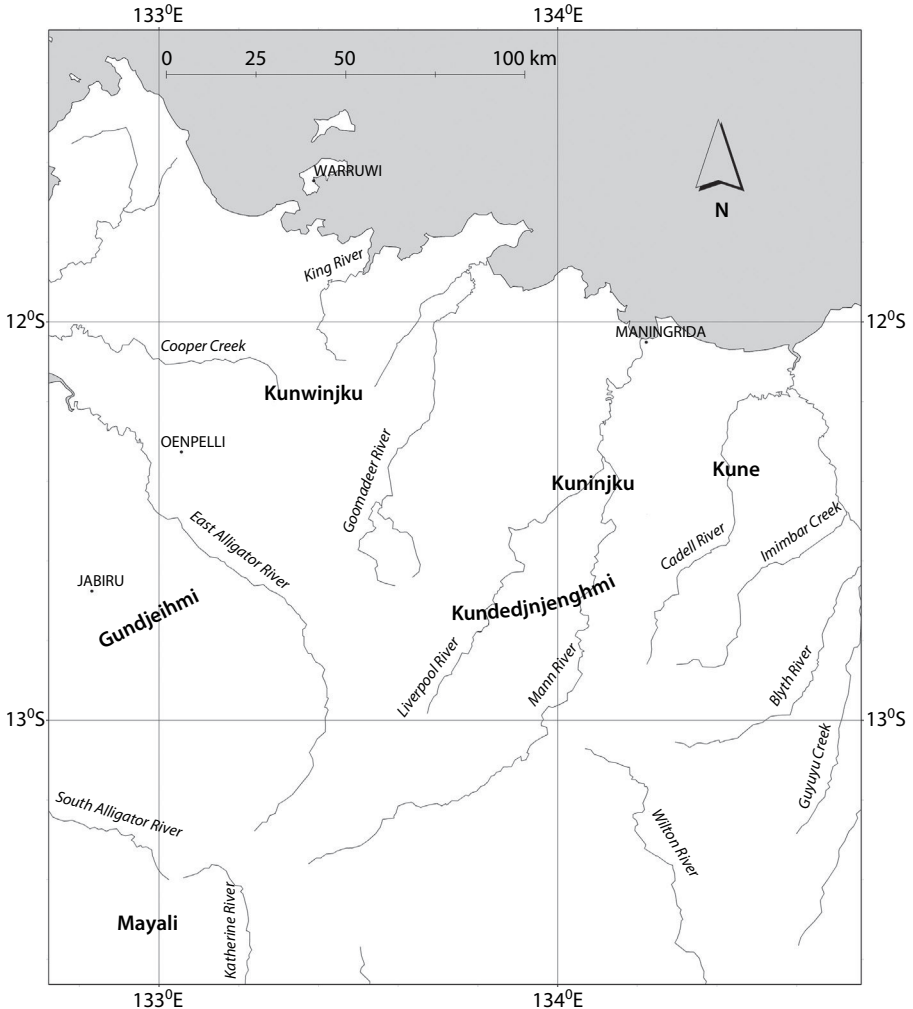 133⁰E
134⁰E
0 25 50 100 km
WARRUWI
N
King River
12⁰S
12⁰S
MANINGRIDA
Cooper Creek
Kunwinjku
OENPELLI
Goomadeer River
Kuninjku
Kune
East Alligator River
Cadell River
Imimbar Creek
JABIRU
Gundjeihmi
Kundedjnjenghmi
Liverpool River
Mann River
Blyth River
13⁰S
13⁰S
Guyuyu Creek
South Alligator River
Wilton River
Mayali
Katherine River
133⁰E
134⁰E